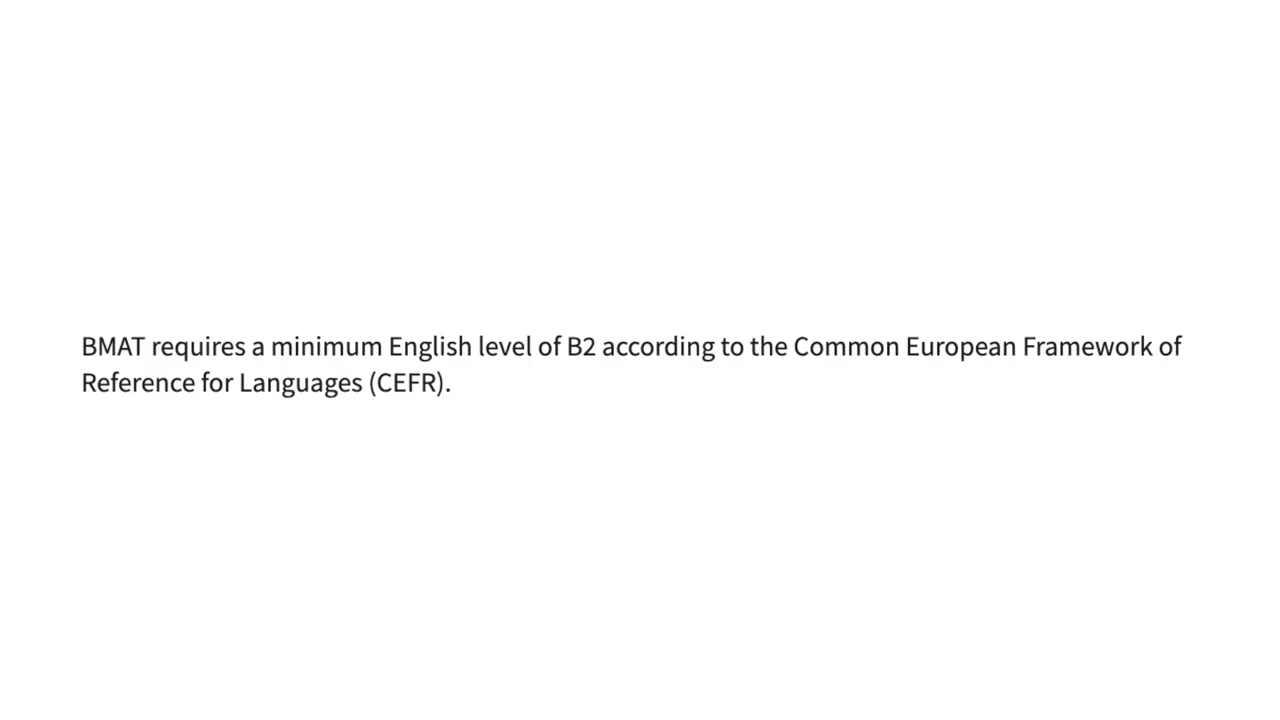 BMAT requires a minimum English level of B2 according to the Common European Framework of
Reference for Languages (CEFR).